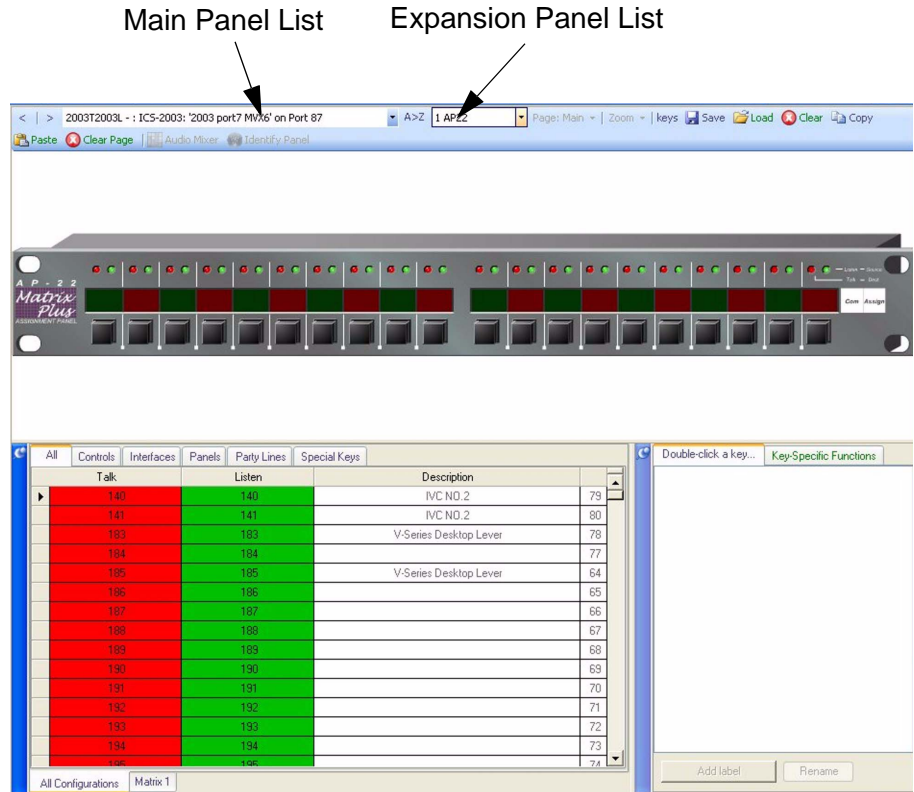 Main Panel List Expansion Panel List
< | > 2003T2003L - : ICS-2003: '2003 port7 MVX6' on Port 87 A>Z 1 AP22 Page: Main | Zoom | keys Save Load Clear Copy
Paste Clear Page Audio Mixer Identify Panel
AP-22
Matrix
Plus
ASSIGNMENT PANEL
Listen
Talk
Com Assign
All Controls Interfaces Panels Party Lines Special Keys
Talk Listen Description
140 140 IVC NO.2 79
141 141 IVC NO.2 80
183 183 V-Series Desktop Lever 78
184 184 77
185 185 V-Series Desktop Lever 64
186 186 65
187 187 66
188 188 67
189 189 68
190 190 69
191 191 70
192 192 71
193 193 72
194 194 73
195 195 74
All Configurations Matrix 1
Double-click a key... Key-Specific Functions
Add label Rename